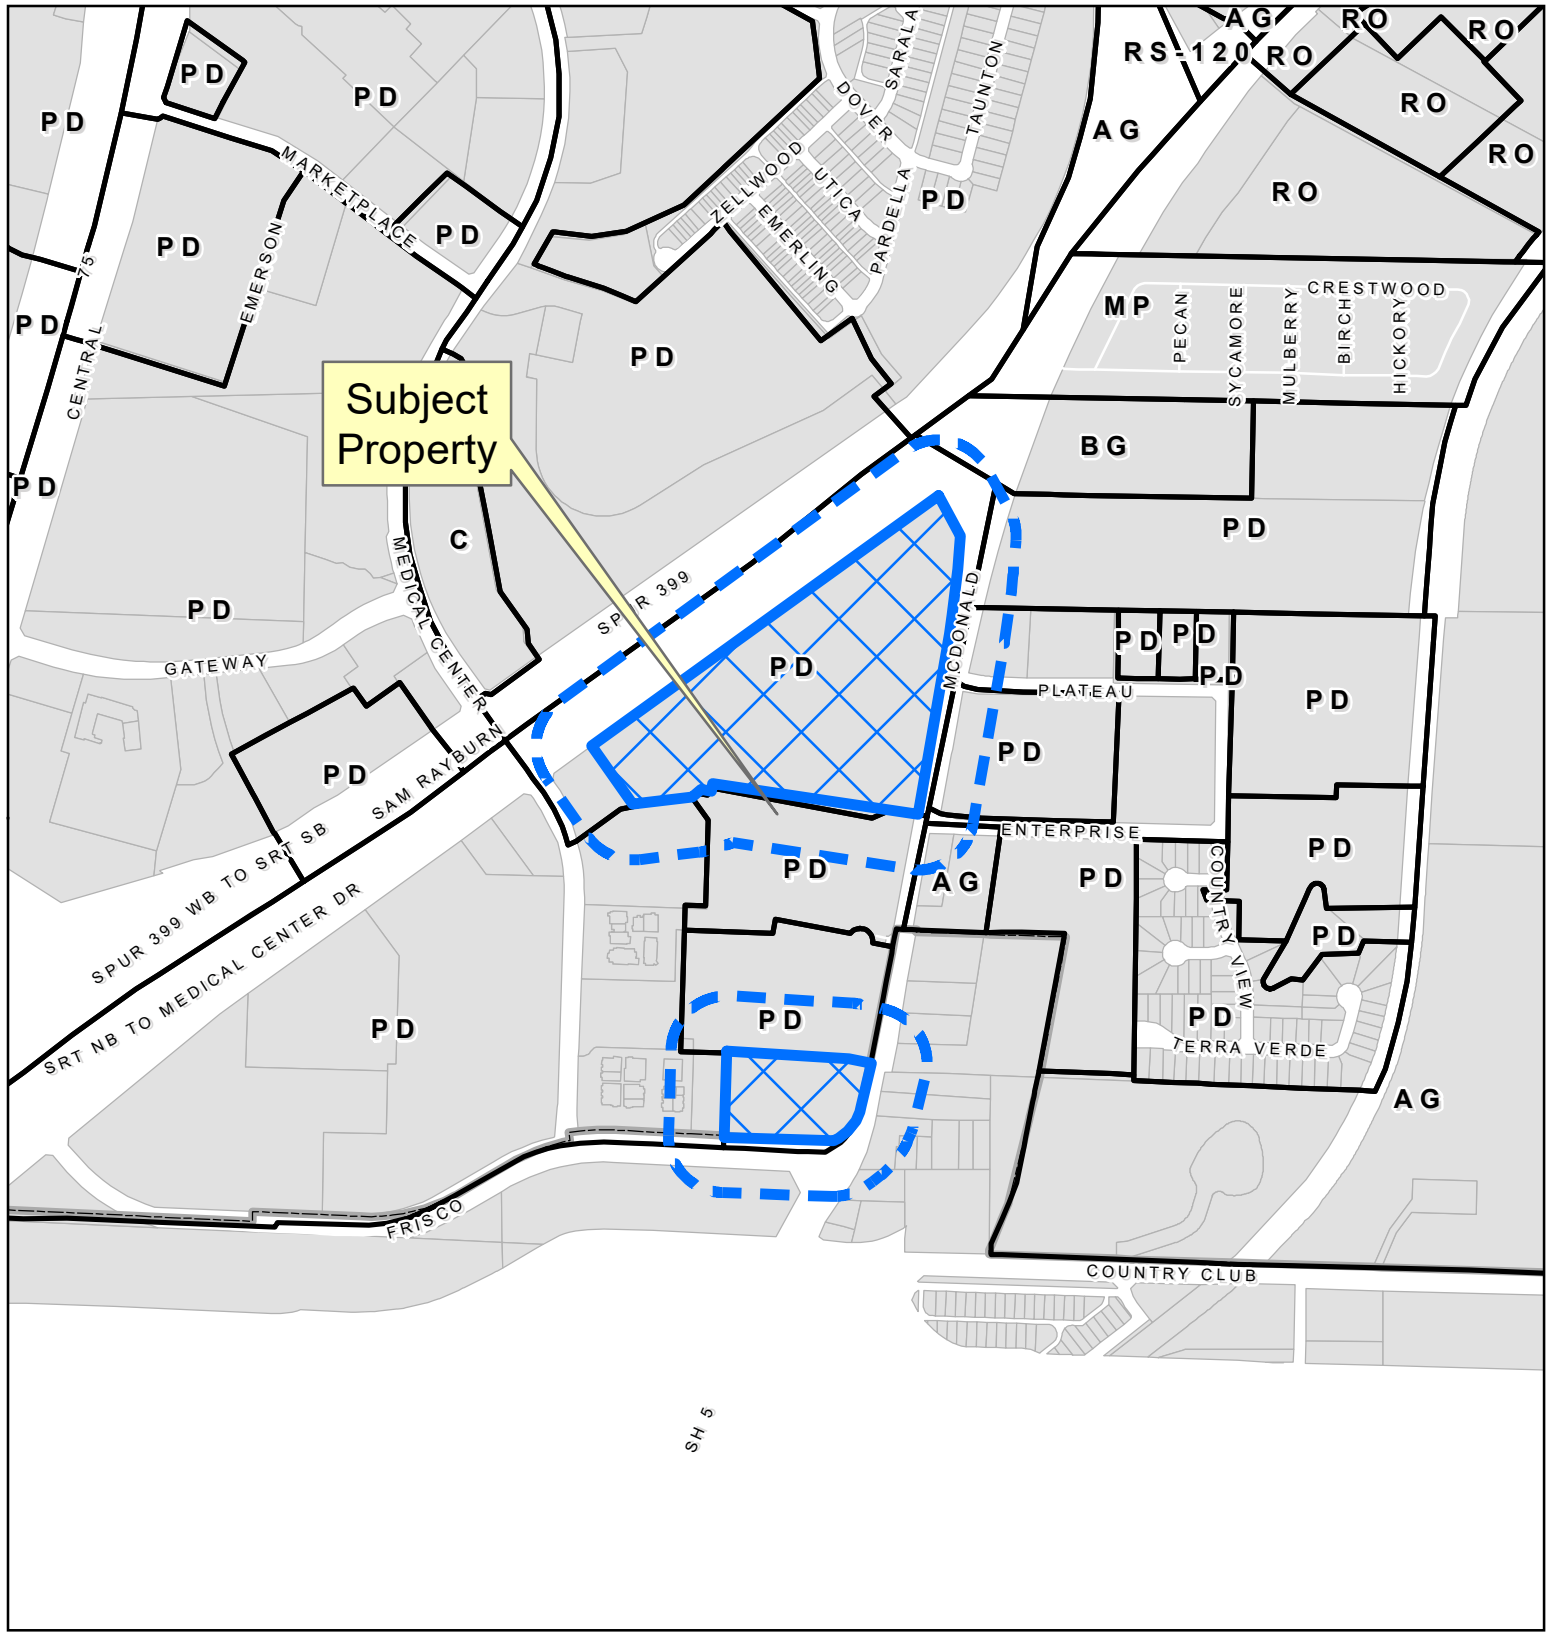 AG
RO
RO
RS-120
RO
PD
PD
RO
PD
AG
SARALA
TAUNTON
DOVER
RO
MARKETPLACE
ZELLWOOD
UTICA
PARDELLA
PD
RO
PD
PD
EMERSON
EMERLING
75
CRESTWOOD
MP
PECAN
SYCAMORE
MULBERRY
BIRCH
HICKORY
PD
CENTRAL
PD
Subject
Property
BG
PD
C
PD
MEDICAL CENTER
SPUR 399
MCDONALD
PD
GATEWAY
PD
PD
PD
PD
PLATEAU
PD
PD
SAM RAYBURN
PD
ENTERPRISE
PD
COUNTRY VIEW
SPUR 399 WB TO SRT SB
PD
AG
PD
SRT NB TO MEDICAL CENTER DR
PD
PD
PD
PD
TERRA VERDE
AG
FRISCO
COUNTRY CLUB
SH 5